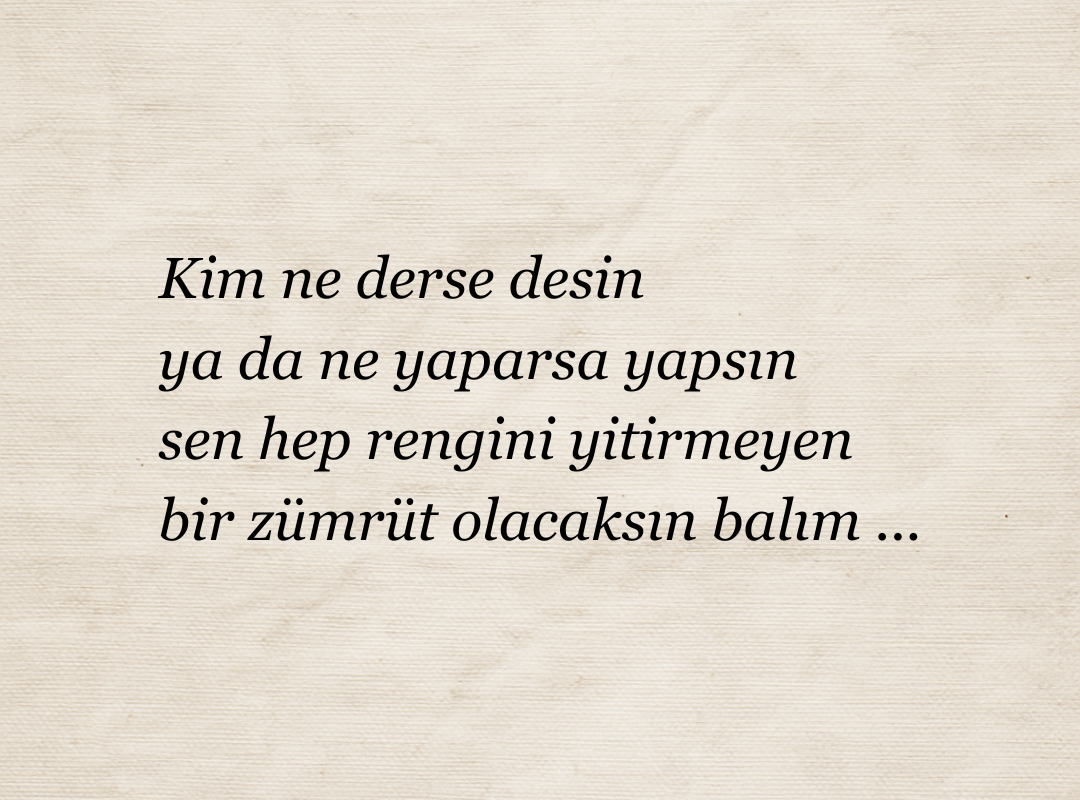 Kim ne derse desin
ya da ne yaparsa yapsın
sen hep rengini yitirmeyen
bir zümrüt olacaksın balım ...